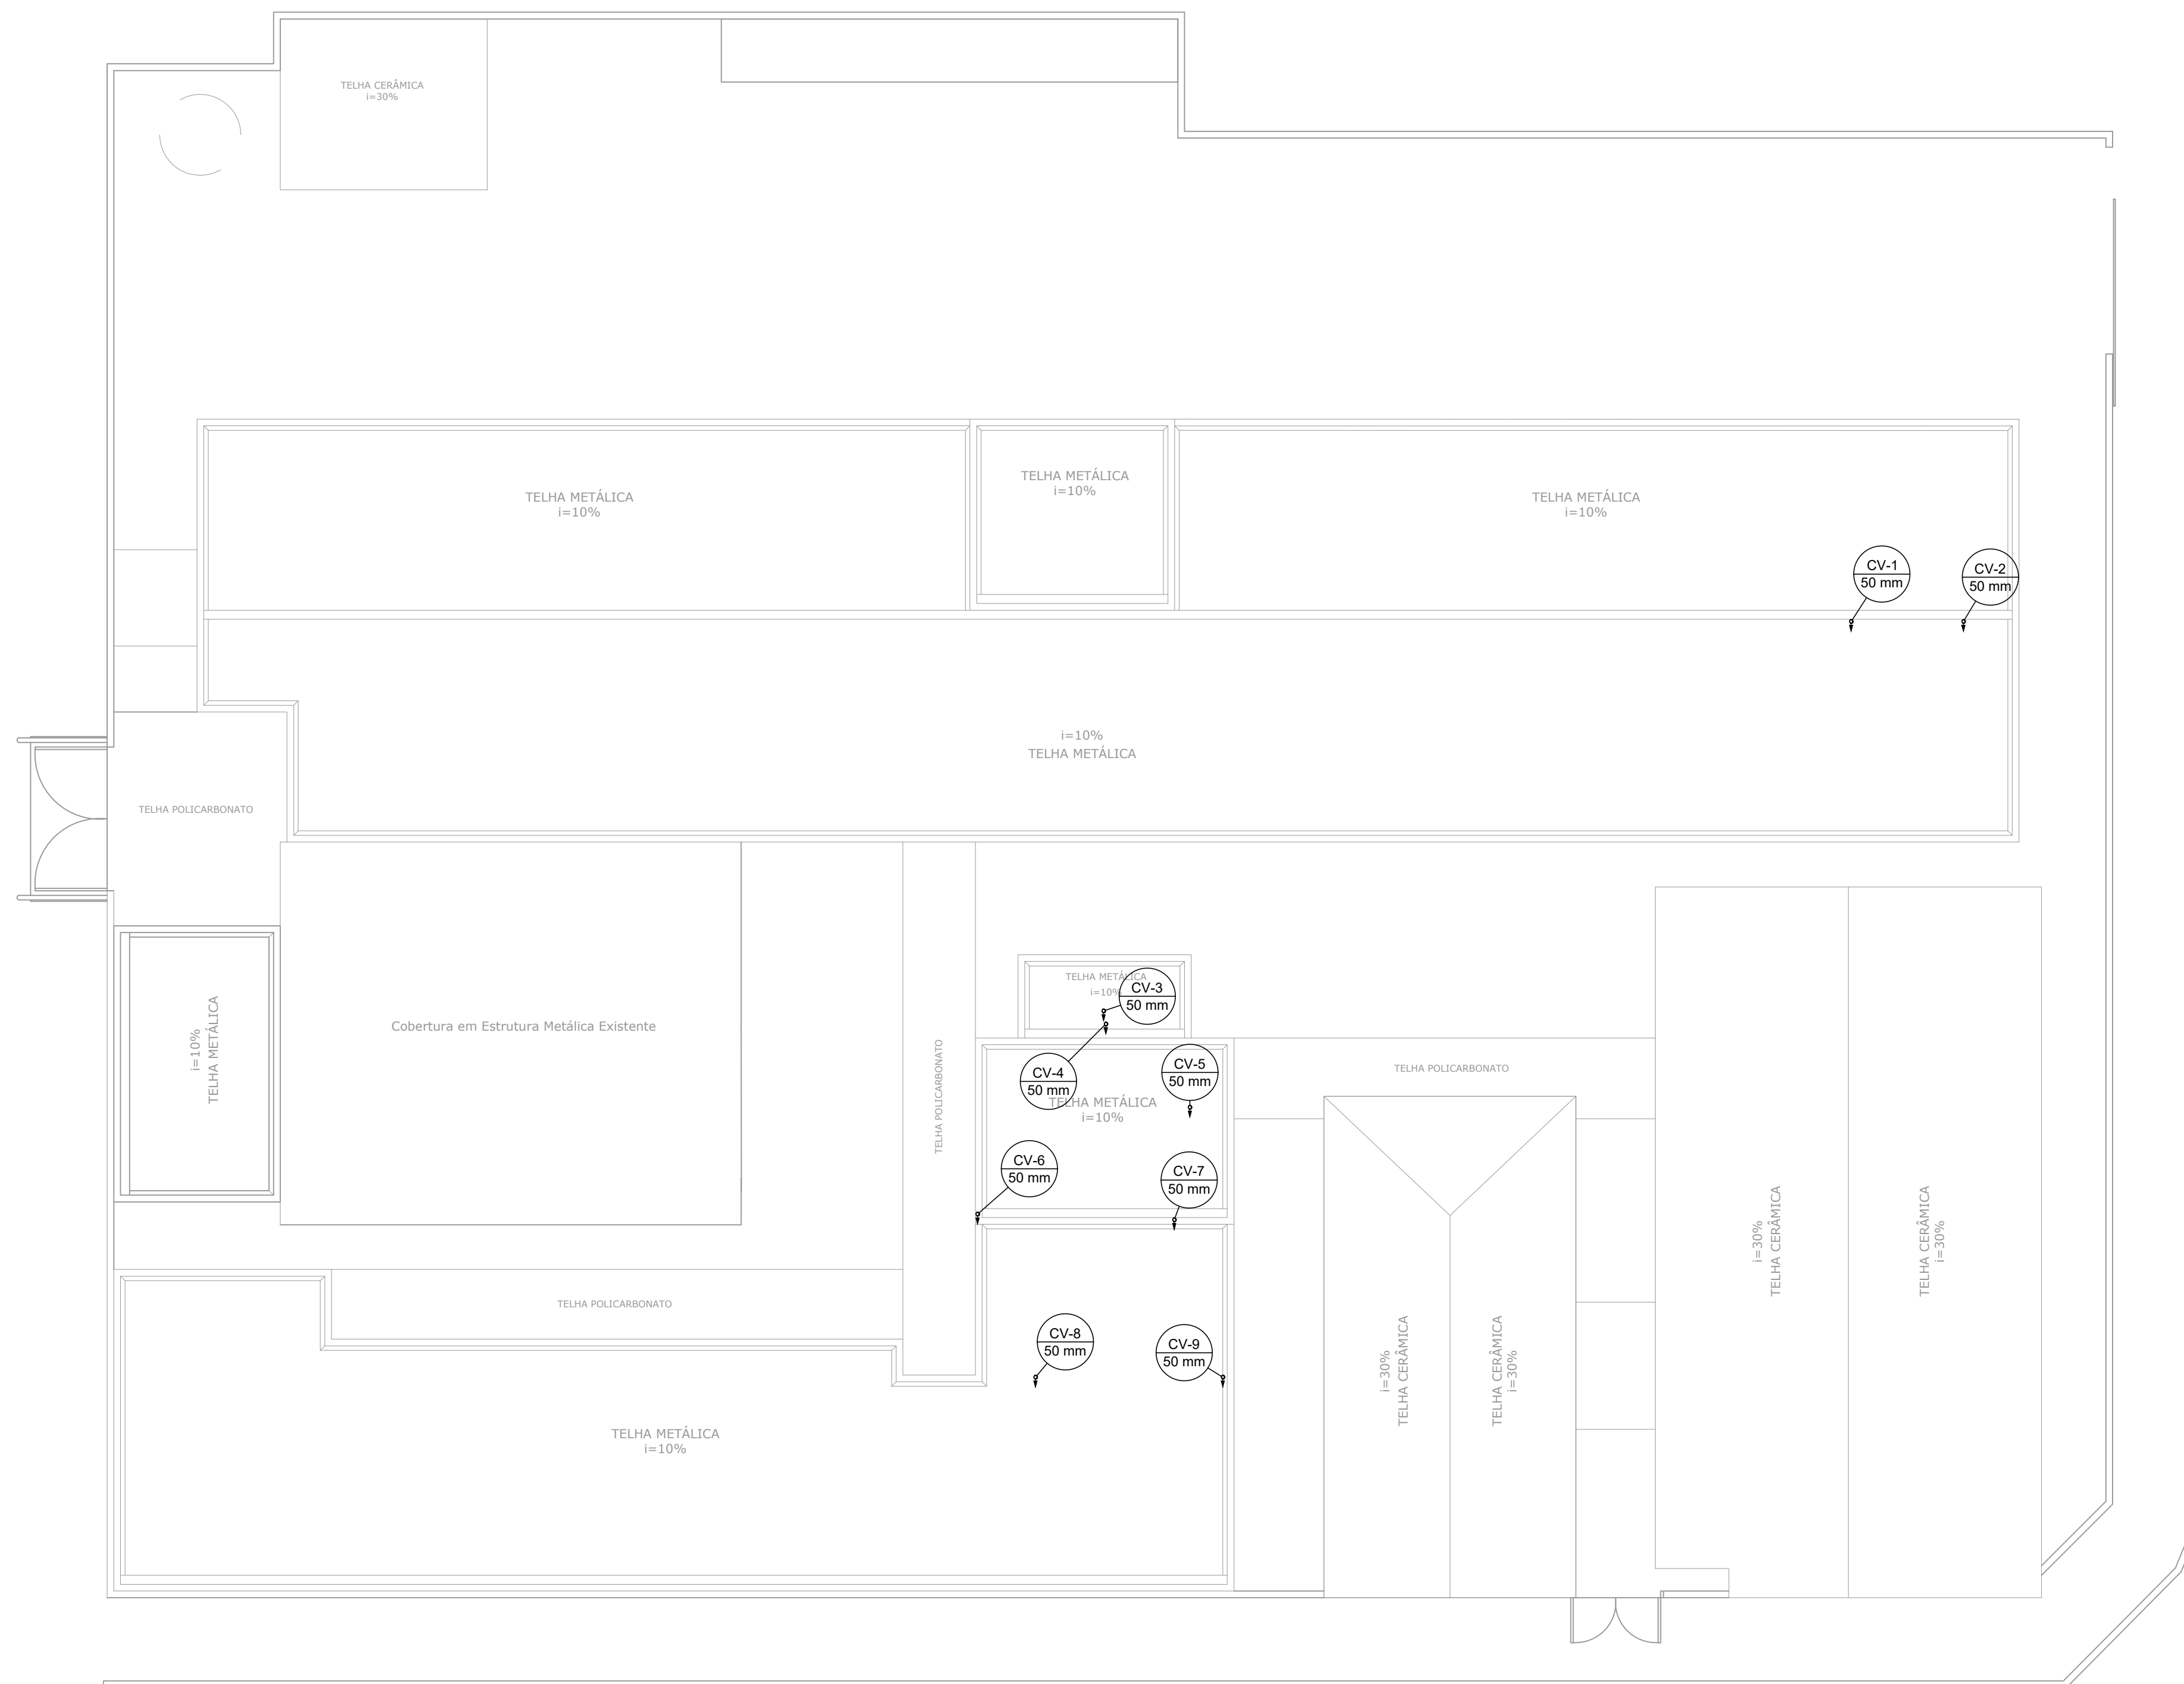 TELHA CERÂMICA
i=30%
TELHA METÁLICA
i=10%
TELHA METÁLICA
i=10%
TELHA METÁLICA
i=10%
CV-1
50 mm
CV-2
50 mm
i=10%
TELHA METÁLICA
TELHA POLICARBONATO
TELHA METÁLICA
i=10%
CV-3
50 mm
i=10%
TELHA METÁLICA
Cobertura em Estrutura Metálica Existente
TELHA POLICARBONATO
CV-4
50 mm
CV-5
50 mm
TELHA METÁLICA
i=10%
TELHA POLICARBONATO
CV-6
50 mm
CV-7
50 mm
i=30%
TELHA CERÂMICA
TELHA CERÂMICA
i=30%
TELHA POLICARBONATO
CV-8
50 mm
CV-9
50 mm
i=30%
TELHA CERÂMICA
TELHA CERÂMICA
i=30%
TELHA METÁLICA
i=10%